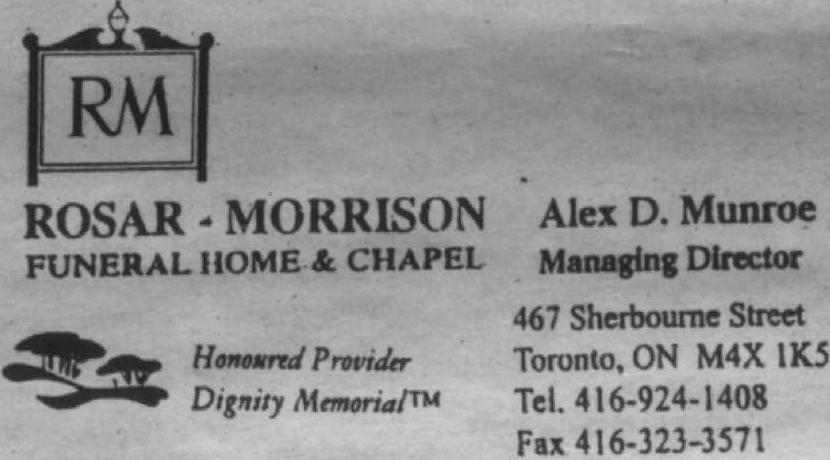 RM
ROSAR - MORRISON
FUNERAL HOME & CHAPEL
Honoured Provider
Dignity Memorial™
Alex D. Munroe
Managing Director
467 Sherbourne Street
Toronto, ON M4X 1K5
Tel. 416-924-1408
Fax 416-323-3571